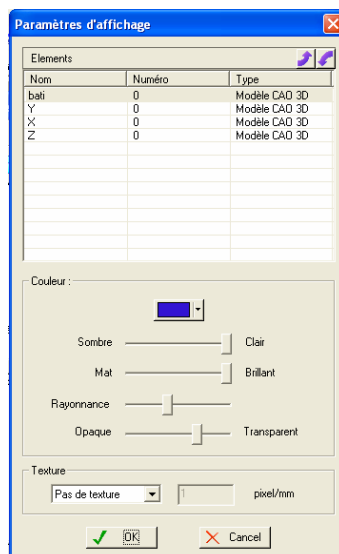 Paramètres d'affichage
Elements
Nom Numéro Type
bati 0 Modèle CAO 3D
Y 0 Modèle CAO 3D
X 0 Modèle CAO 3D
Z 0 Modèle CAO 3D
Couleur :
Sombre Clair
Mat Brillant
Rayonnance
Opaque Transparent
Texture
Pas de texture 1 pixel/mm
OK Cancel